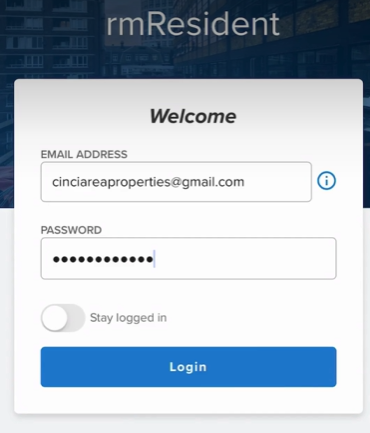 rmResident
Welcome
EMAIL ADDRESS
cinciareaproperties@gmail.com
PASSWORD
••••••••••••
Stay logged in
Login